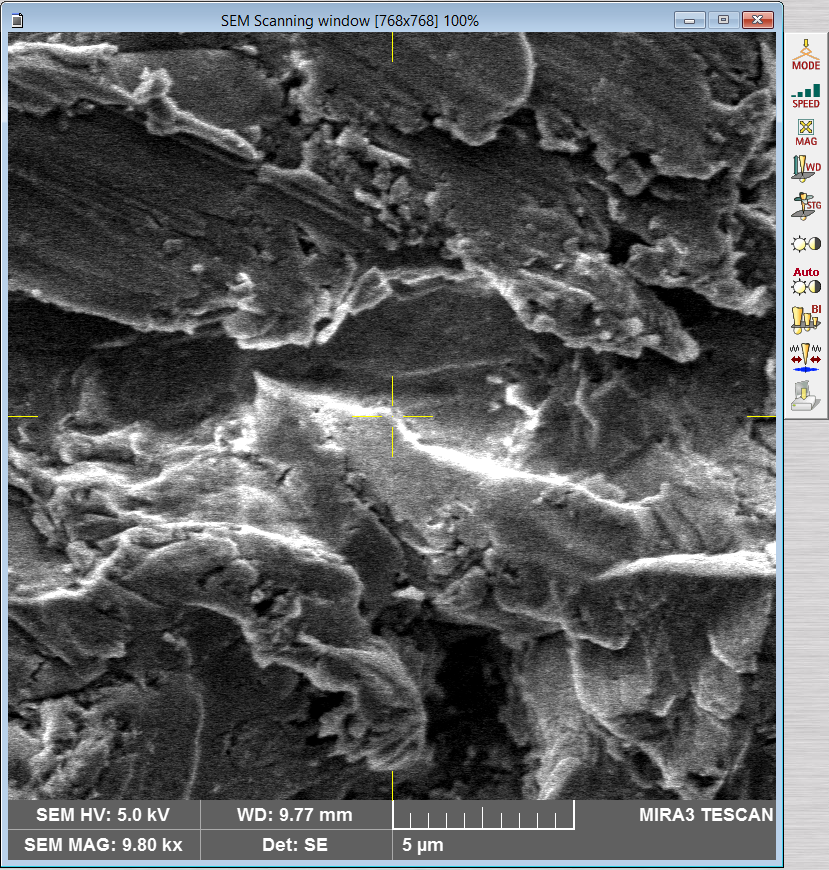 SEM Scanning window [768x768] 100%
MODE
SPEED
MAG
WD
STG
Auto
BI
SEM HV: 5.0 kV
WD: 9.77 mm
MIRA3 TESCAN
SEM MAG: 9.80 kx
Det: SE
5 µm